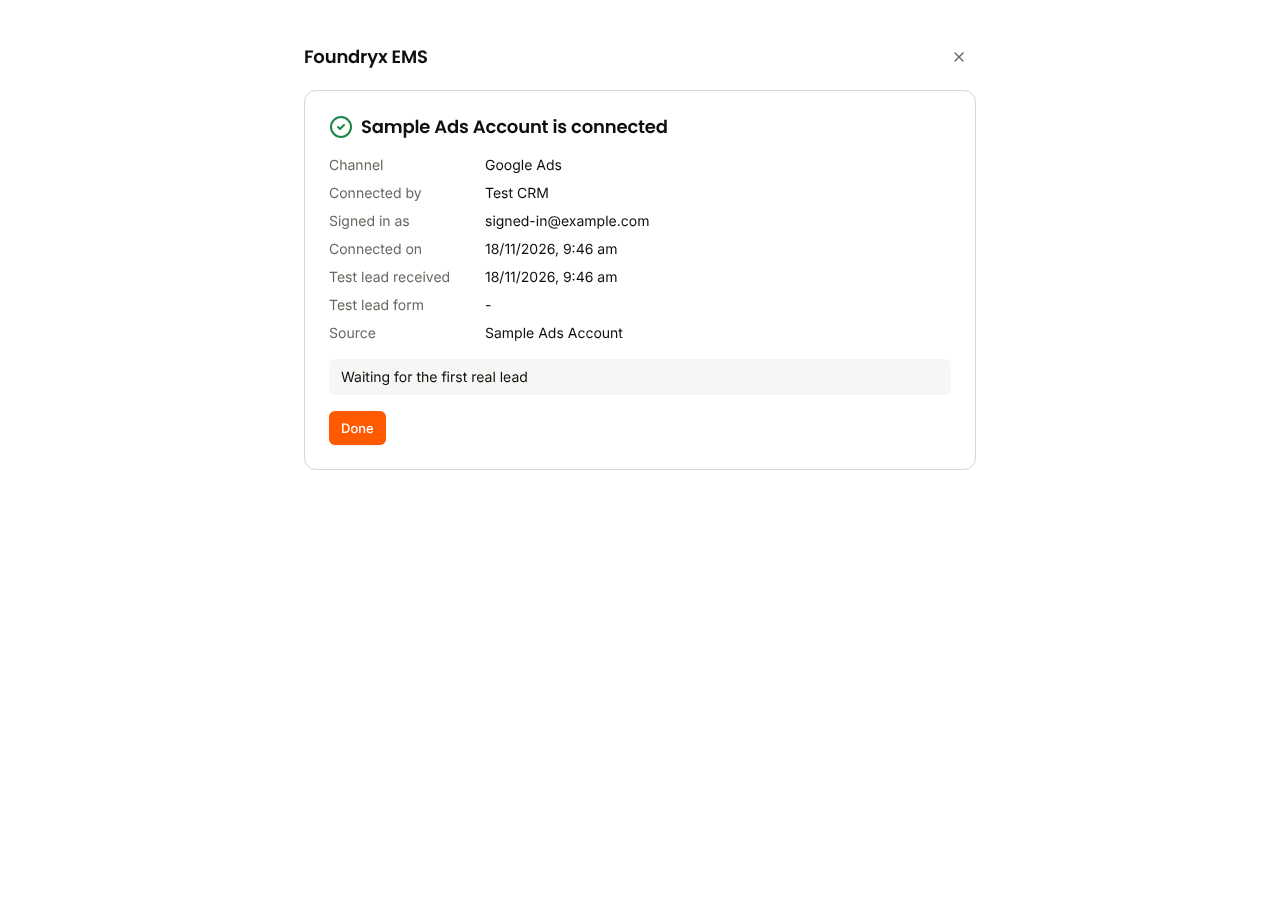 Foundryx EMS
Sample Ads Account is connected
Channel Google Ads
Connected by Test CRM
Signed in as signed-in@example.com
Connected on 18/11/2026, 9:46 am
Test lead received 18/11/2026, 9:46 am
Test lead form -
Source Sample Ads Account
Waiting for the first real lead
Done